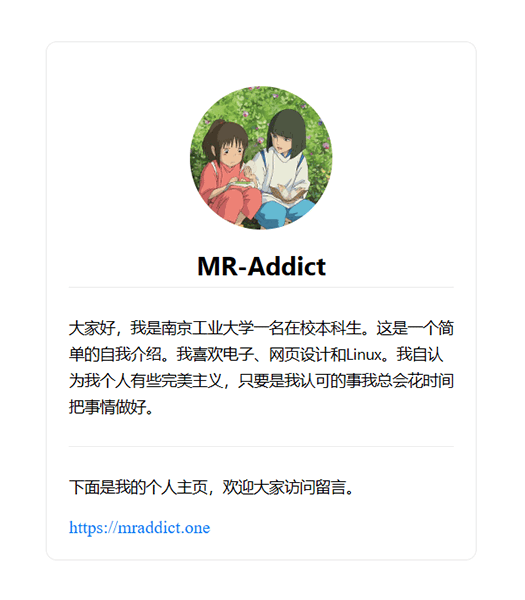 MR-Addict
大家好，我是南京工业大学一名在校本科生。这是一个简
单的自我介绍。我喜欢电子、网页设计和Linux。我自认
为我个人有些完美主义，只要是我认可的事我总会花时间
把事情做好。
下面是我的个人主页，欢迎大家访问留言。
https://mraddict.one